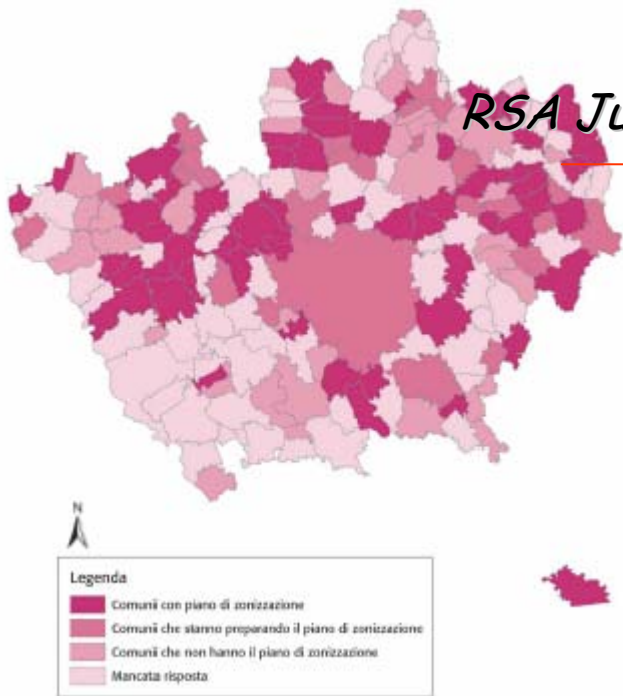 RSA Ju
N
Legenda
Comuni con piano di zonizzazione
Comuni che stanno preparando il piano di zonizzazione
Comuni che non hanno il piano di zonizzazione
Mancata risposta